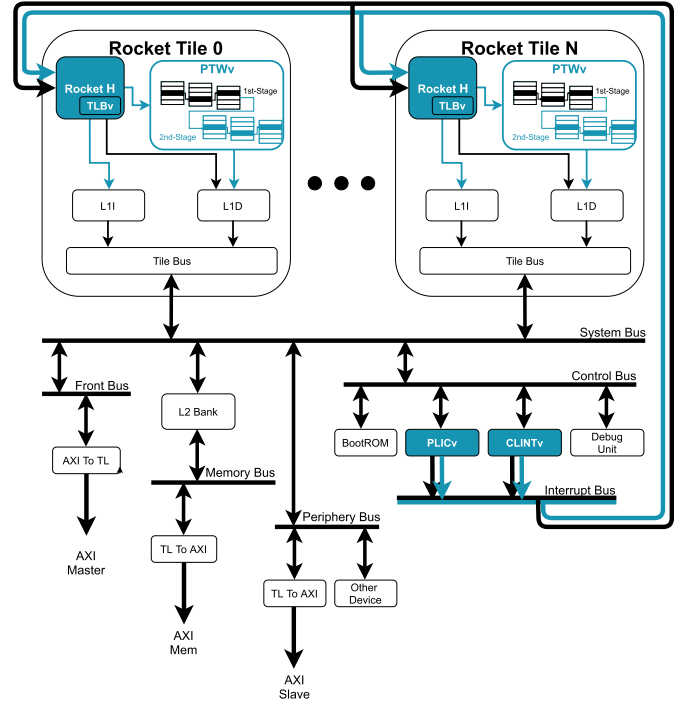 Rocket Tile 0
Rocket H
TLBv
PTWv
1st-Stage
2nd-Stage
L1I
L1D
Tile Bus
Rocket Tile N
Rocket H
TLBv
PTWv
1st-Stage
2nd-Stage
L1I
L1D
Tile Bus
System Bus
Front Bus
AXI To TL
AXI
Master
L2 Bank
Memory Bus
TL To AXI
AXI
Mem
Periphery Bus
TL To AXI
Other
Device
AXI
Slave
Control Bus
BootROM
PLICv
CLINTv
Debug
Unit
Interrupt Bus